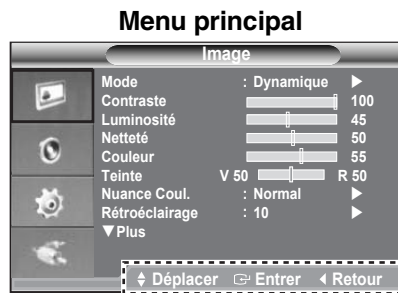 Menu principal
Image
Mode : Dynamique ▶
Contraste 100
Luminosité 45
Netteté 50
Couleur 55
Teinte V 50 R 50
Nuance Coul. : Normal ▶
Rétroéclairage : 10 ▶
▼Plus
Déplacer Entrer Retour